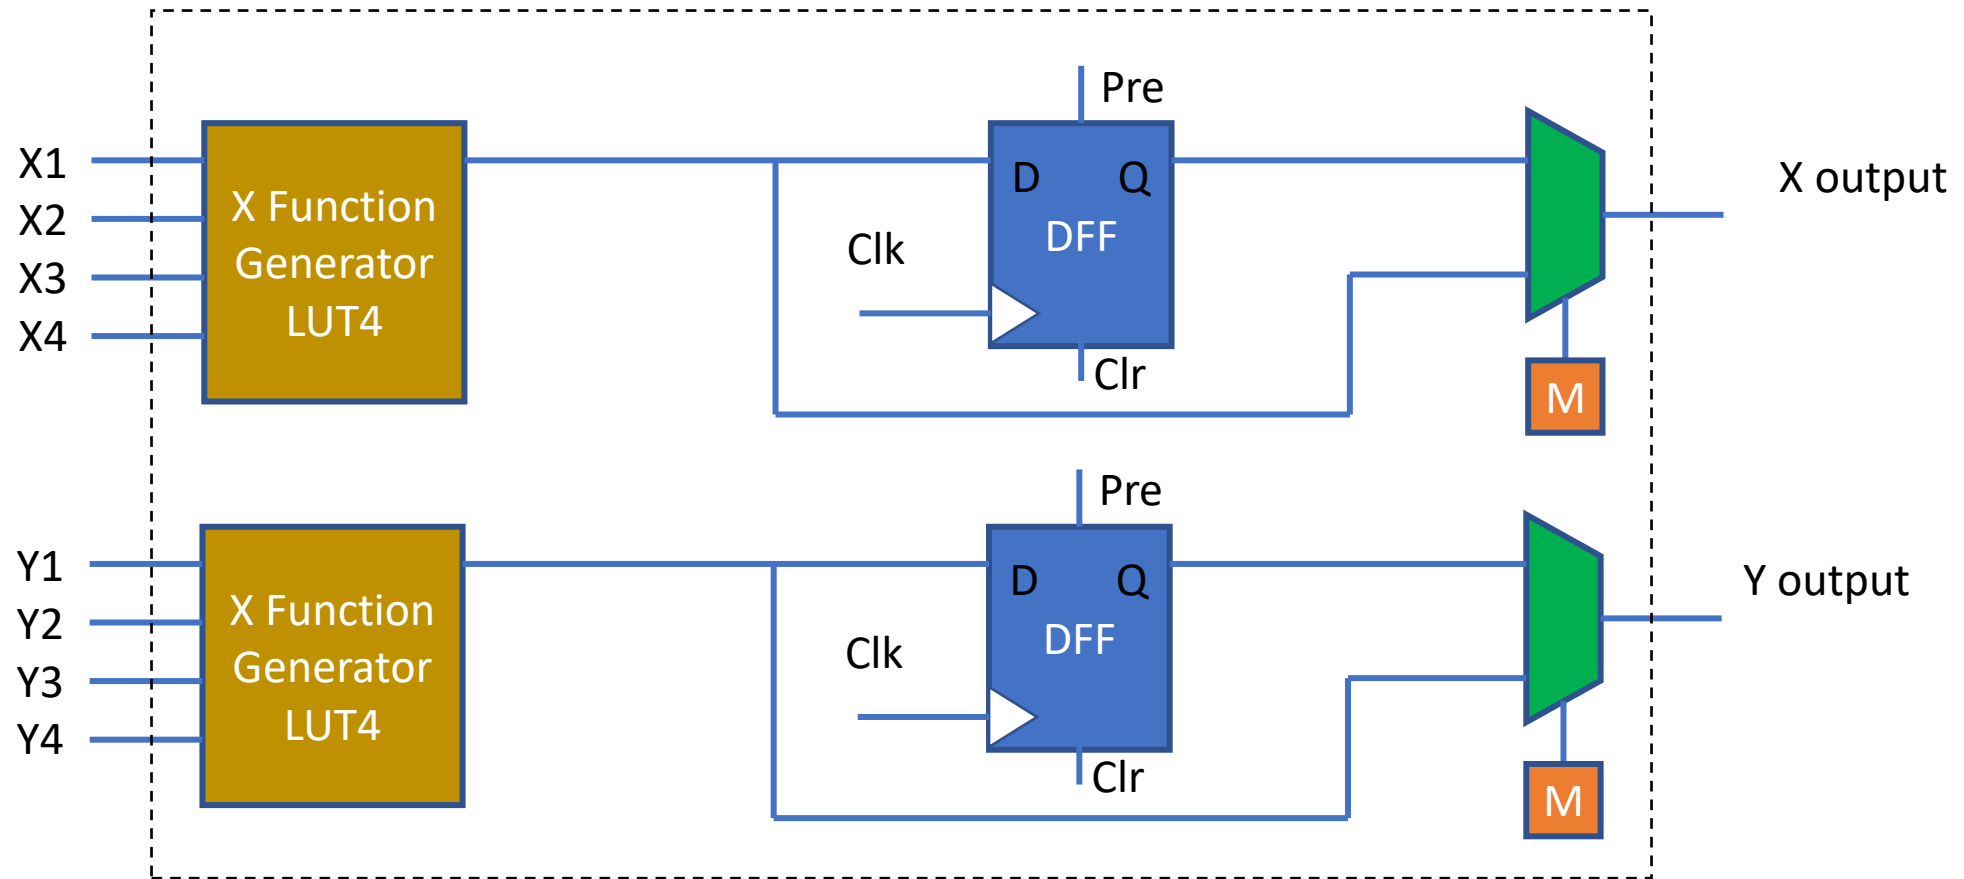 Pre
X1
X2
X3
X4
X Function
Generator
LUT4
D
Q
DFF
Clk
Clr
X output
M
Pre
Y1
Y2
Y3
Y4
X Function
Generator
LUT4
D
Q
DFF
Clk
Clr
Y output
M